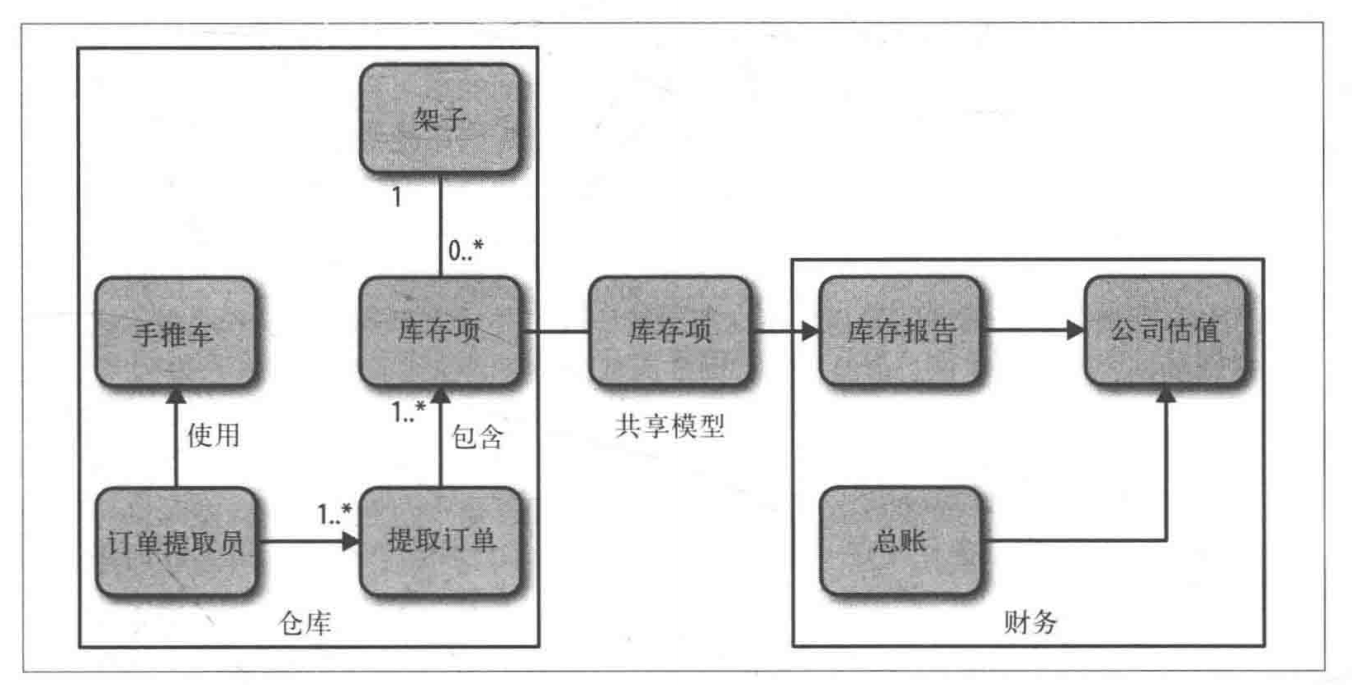 架子
1
0..*
手推车
库存项
库存项
库存报告
公司估值
使用
1..*
包含
共享模型
订单提取员
1..*
提取订单
总账
仓库
财务